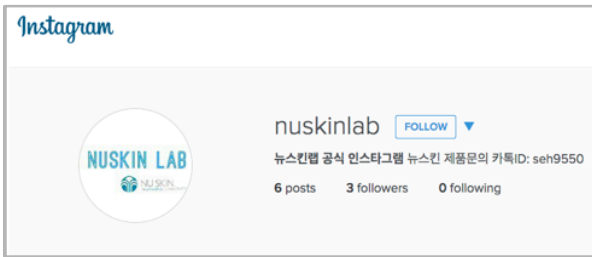 Instagram
nuskinlab FOLLOW ▼
뉴스킨랩 공식 인스타그램 뉴스킨 제품문의 카톡ID: seh9550
6 posts 3 followers 0 following
NUSKIN LAB
NU SKIN